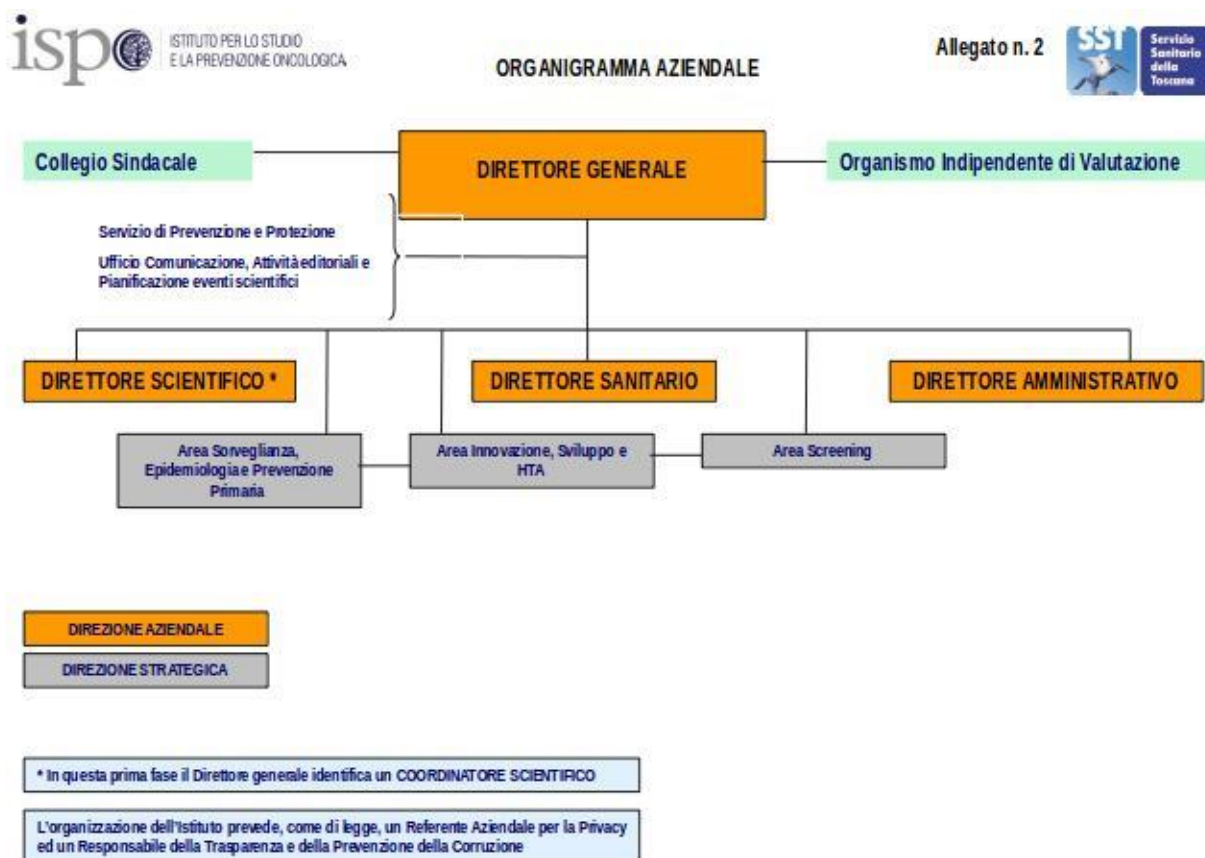 ispo
ISTITUTO PER LO STUDIO
E LA PREVENZIONE ONCOLOGICA
ORGANIGRAMMA AZIENDALE
Allegato n. 2
SST
Servizio
Sanitario
della
Toscana
Collegio Sindacale
DIRETTORE GENERALE
Organismo Indipendente di Valutazione
Servizio di Prevenzione e Protezione
Ufficio Comunicazione, Attività editoriali e
Pianificazione eventi scientifici
DIRETTORE SCIENTIFICO *
DIRETTORE SANITARIO
DIRETTORE AMMINISTRATIVO
Area Sorveglianza,
Epidemiologia e Prevenzione
Primaria
Area Innovazione, Sviluppo e
HTA
Area Screening
DIREZIONE AZIENDALE
DIREZIONE STRATEGICA
* In questa prima fase il Direttore generale identifica un COORDINATORE SCIENTIFICO
L'organizzazione dell'Istituto prevede, come di legge, un Referente Aziendale per la Privacy
ed un Responsabile della Trasparenza e della Prevenzione della Corruzione